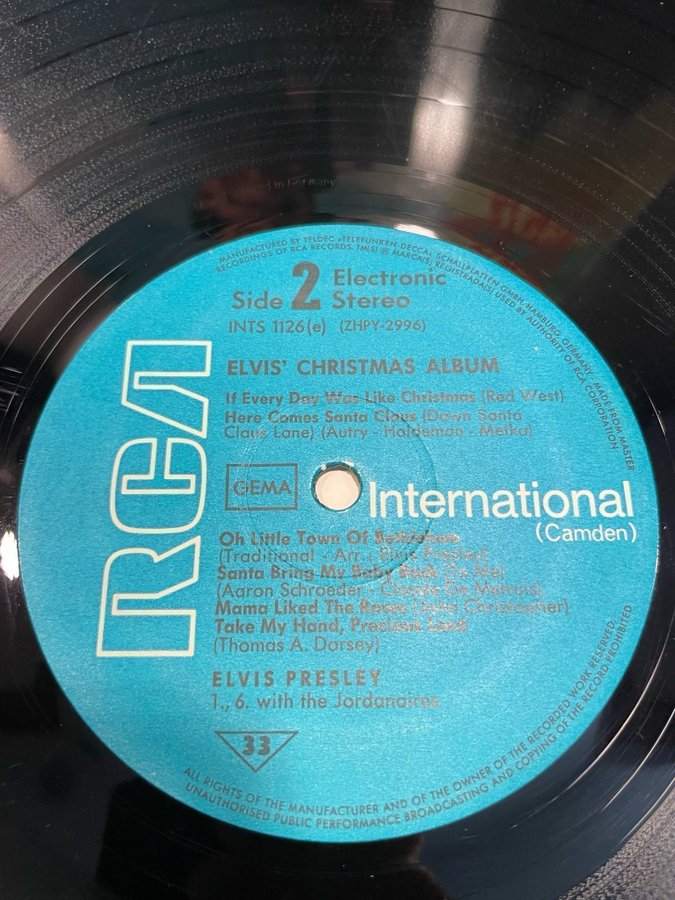 MANUFACTURED BY TELDEC »TELEFUNKEN-DECCA« SCHALLPLATTEN GMBH, HAMBURG, GERMANY - MADE FROM MASTER
RECORDINGS OF RCA RECORDS. TM(S) ® MARCA(S) REGISTRADA(S) USED BY AUTHORITY OF RCA CORPORATION
Side 2 Electronic
Stereo
INTS 1126(e) (ZHPY-2996)
ELVIS' CHRISTMAS ALBUM
If Every Day Was Like Christmas (Red West)
Here Comes Santa Claus (Down Santa
Claus Lane) (Autry - Haldeman - Melka)
RCA
GEMA
International
(Camden)
Oh Little Town Of Bethlehem
(Traditional - Arr.: Elvis Presley)
Santa Bring My Baby Back (To Me)
(Aaron Schroeder - Claude De Metruis)
Mama Liked The Roses (John Christopher)
Take My Hand, Precious Lord
(Thomas A. Dorsey)
ELVIS PRESLEY
1., 6. with the Jordanaires
33
ALL RIGHTS OF THE MANUFACTURER AND OF THE OWNER OF THE RECORDED WORK RESERVED.
UNAUTHORISED PUBLIC PERFORMANCE BROADCASTING AND COPYING OF THE RECORD PROHIBITED